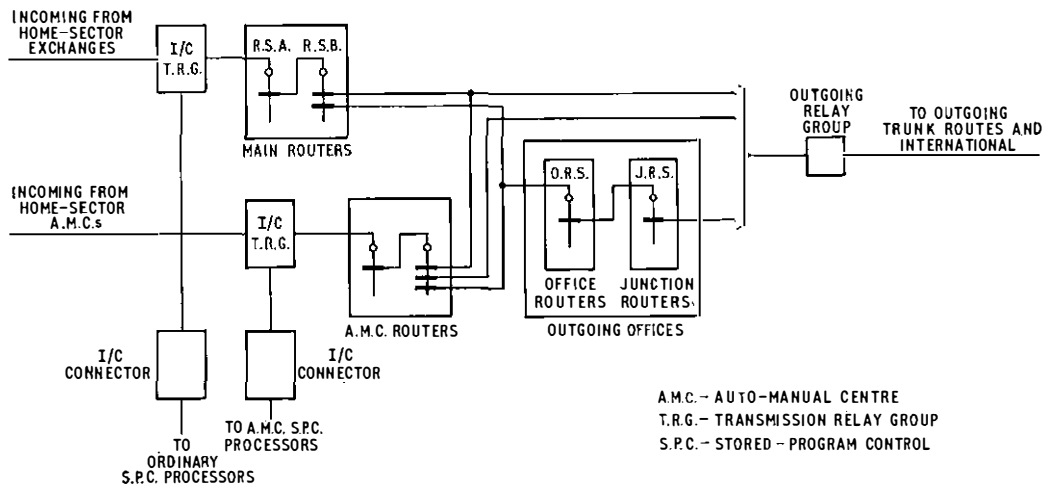 INCOMING FROM
HOME-SECTOR
EXCHANGES
I/C
T.R.G.
R.S.A. R.S.B.
MAIN ROUTERS
OUTGOING
RELAY
GROUP
TO OUTGOING
TRUNK ROUTES AND
INTERNATIONAL
INCOMING FROM
HOME-SECTOR
A.M.C.s
I/C
T.R.G.
O.R.S. J.R.S.
OFFICE
ROUTERS
JUNCTION
ROUTERS
OUTGOING OFFICES
A.M.C. ROUTERS
I/C
CONNECTOR
I/C
CONNECTOR
TO
ORDINARY
S.P.C. PROCESSORS
TO A.M.C. S.P.C.
PROCESSORS
A.M.C. - AUTO-MANUAL CENTRE
T.R.G. - TRANSMISSION RELAY GROUP
S.P.C. - STORED-PROGRAM CONTROL